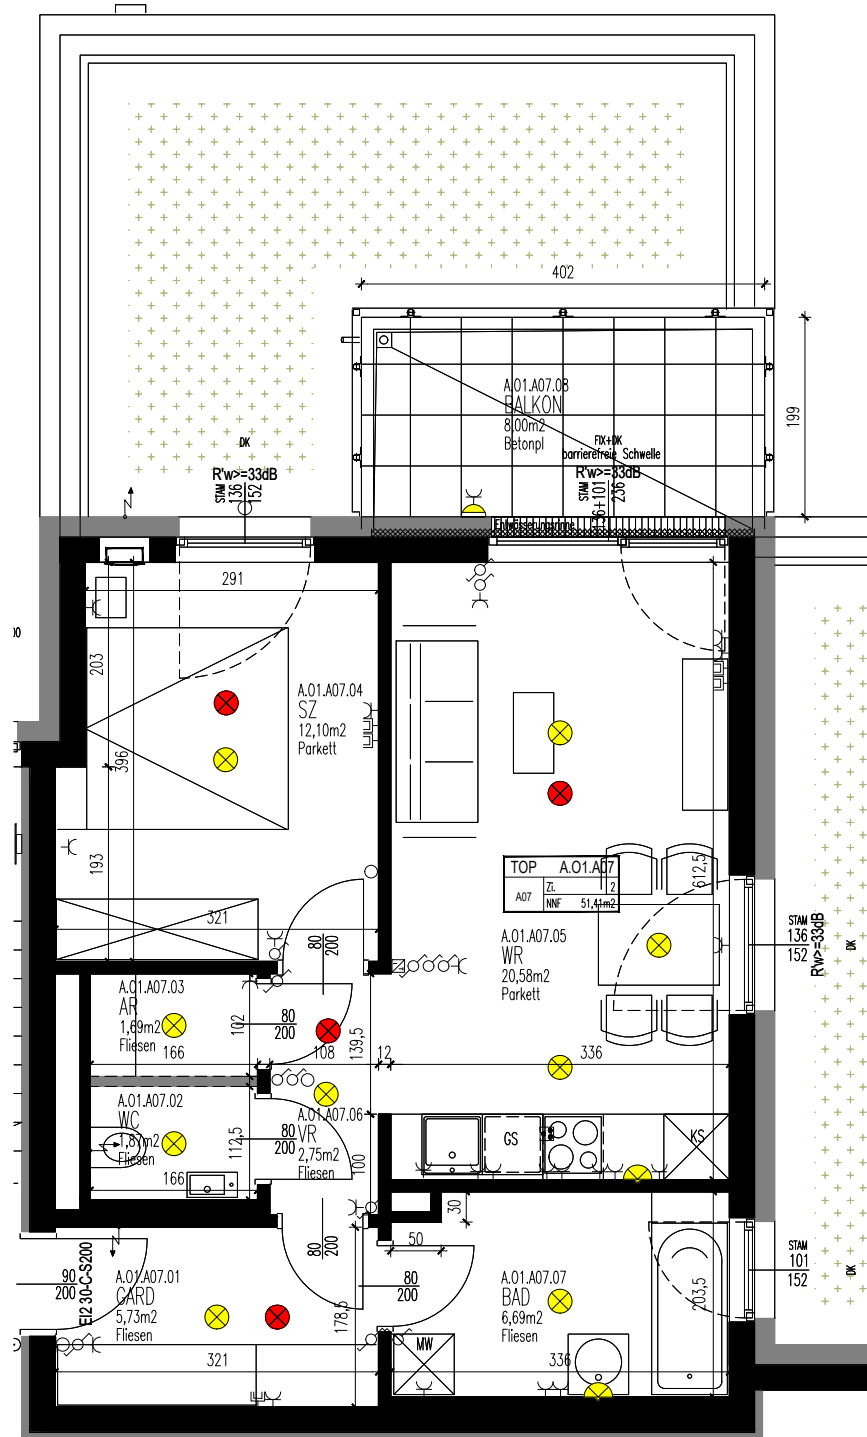 402
A.01.A07.08
BALKON
8,00m2
Betonpl
199
FIX+DK
barrierefreie Schwelle
R'w>=33dB
STAM
136+101
236
Entwässerungsrinne
DK
R'w>=33dB
STAM
136
152
N
291
203
396
193
321
A.01.A07.04
SZ
12,10m2
Parkett
TOP A.01.A07
A07
Zi. 2
NNF 51,41m2
612,5
A.01.A07.05
WR
20,58m2
Parkett
STAM
136
152
R'w>=33dB
DK
80
200
A.01.A07.03
AR
1,69m2
Fliesen
166
102
80
200
108
139,5
12
336
A.01.A07.02
WC
1,87m2
Fliesen
166
112,5
80
200
A.01.A07.06
VR
2,75m2
Fliesen
100
GS
KS
30
50
80
200
80
200
N
90
200
EI2 30-C-S200
A.01.A07.01
GARD
5,73m2
Fliesen
178,5
321
A.01.A07.07
BAD
6,69m2
Fliesen
203,5
MW
336
STAM
101
152
DK